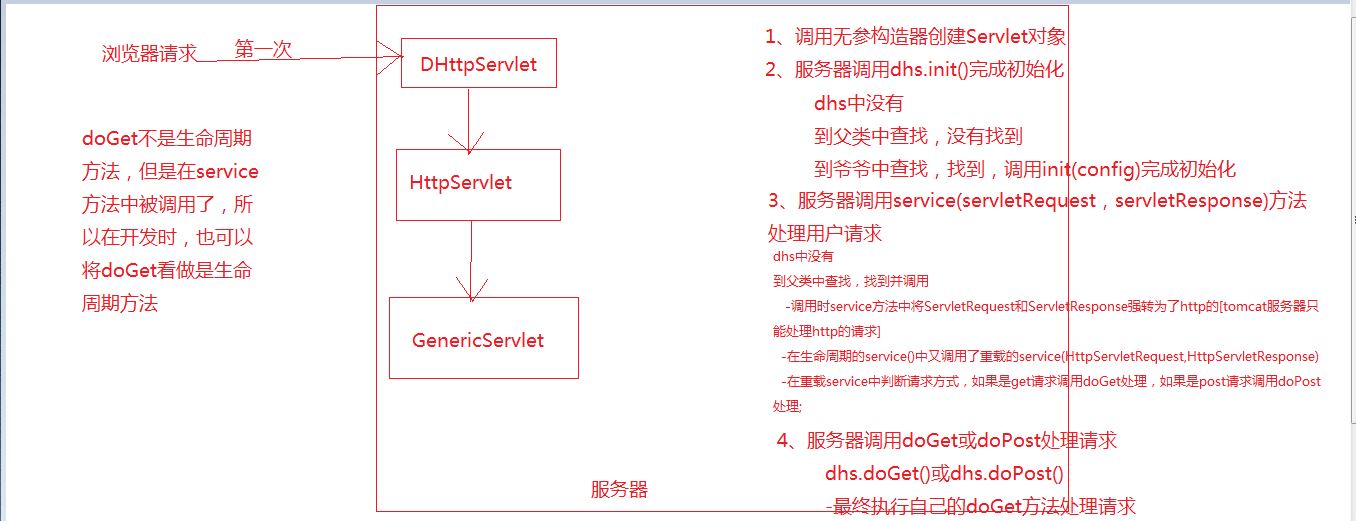 浏览器请求
第一次
doGet不是生命周期
方法，但是在service
方法中被调用了，所
以在开发时，也可以
将doGet看做是生命
周期方法
DHttpServlet
HttpServlet
GenericServlet
服务器
1、调用无参构造器创建Servlet对象
2、服务器调用dhs.init()完成初始化
dhs中没有
到父类中查找，没有找到
到爷爷中查找，找到，调用init(config)完成初始化
3、服务器调用service(servletRequest，servletResponse)方法
处理用户请求
dhs中没有
到父类中查找，找到并调用
-调用时service方法中将ServletRequest和ServletResponse强转为了http的[tomcat服务器只
能处理http的请求]
-在生命周期的service()中又调用了重载的service(HttpServletRequest,HttpServletResponse)
-在重载service中判断请求方式，如果是get请求调用doGet处理，如果是post请求调用doPost
处理;
4、服务器调用doGet或doPost处理请求
dhs.doGet()或dhs.doPost()
-最终执行自己的doGet方法处理请求